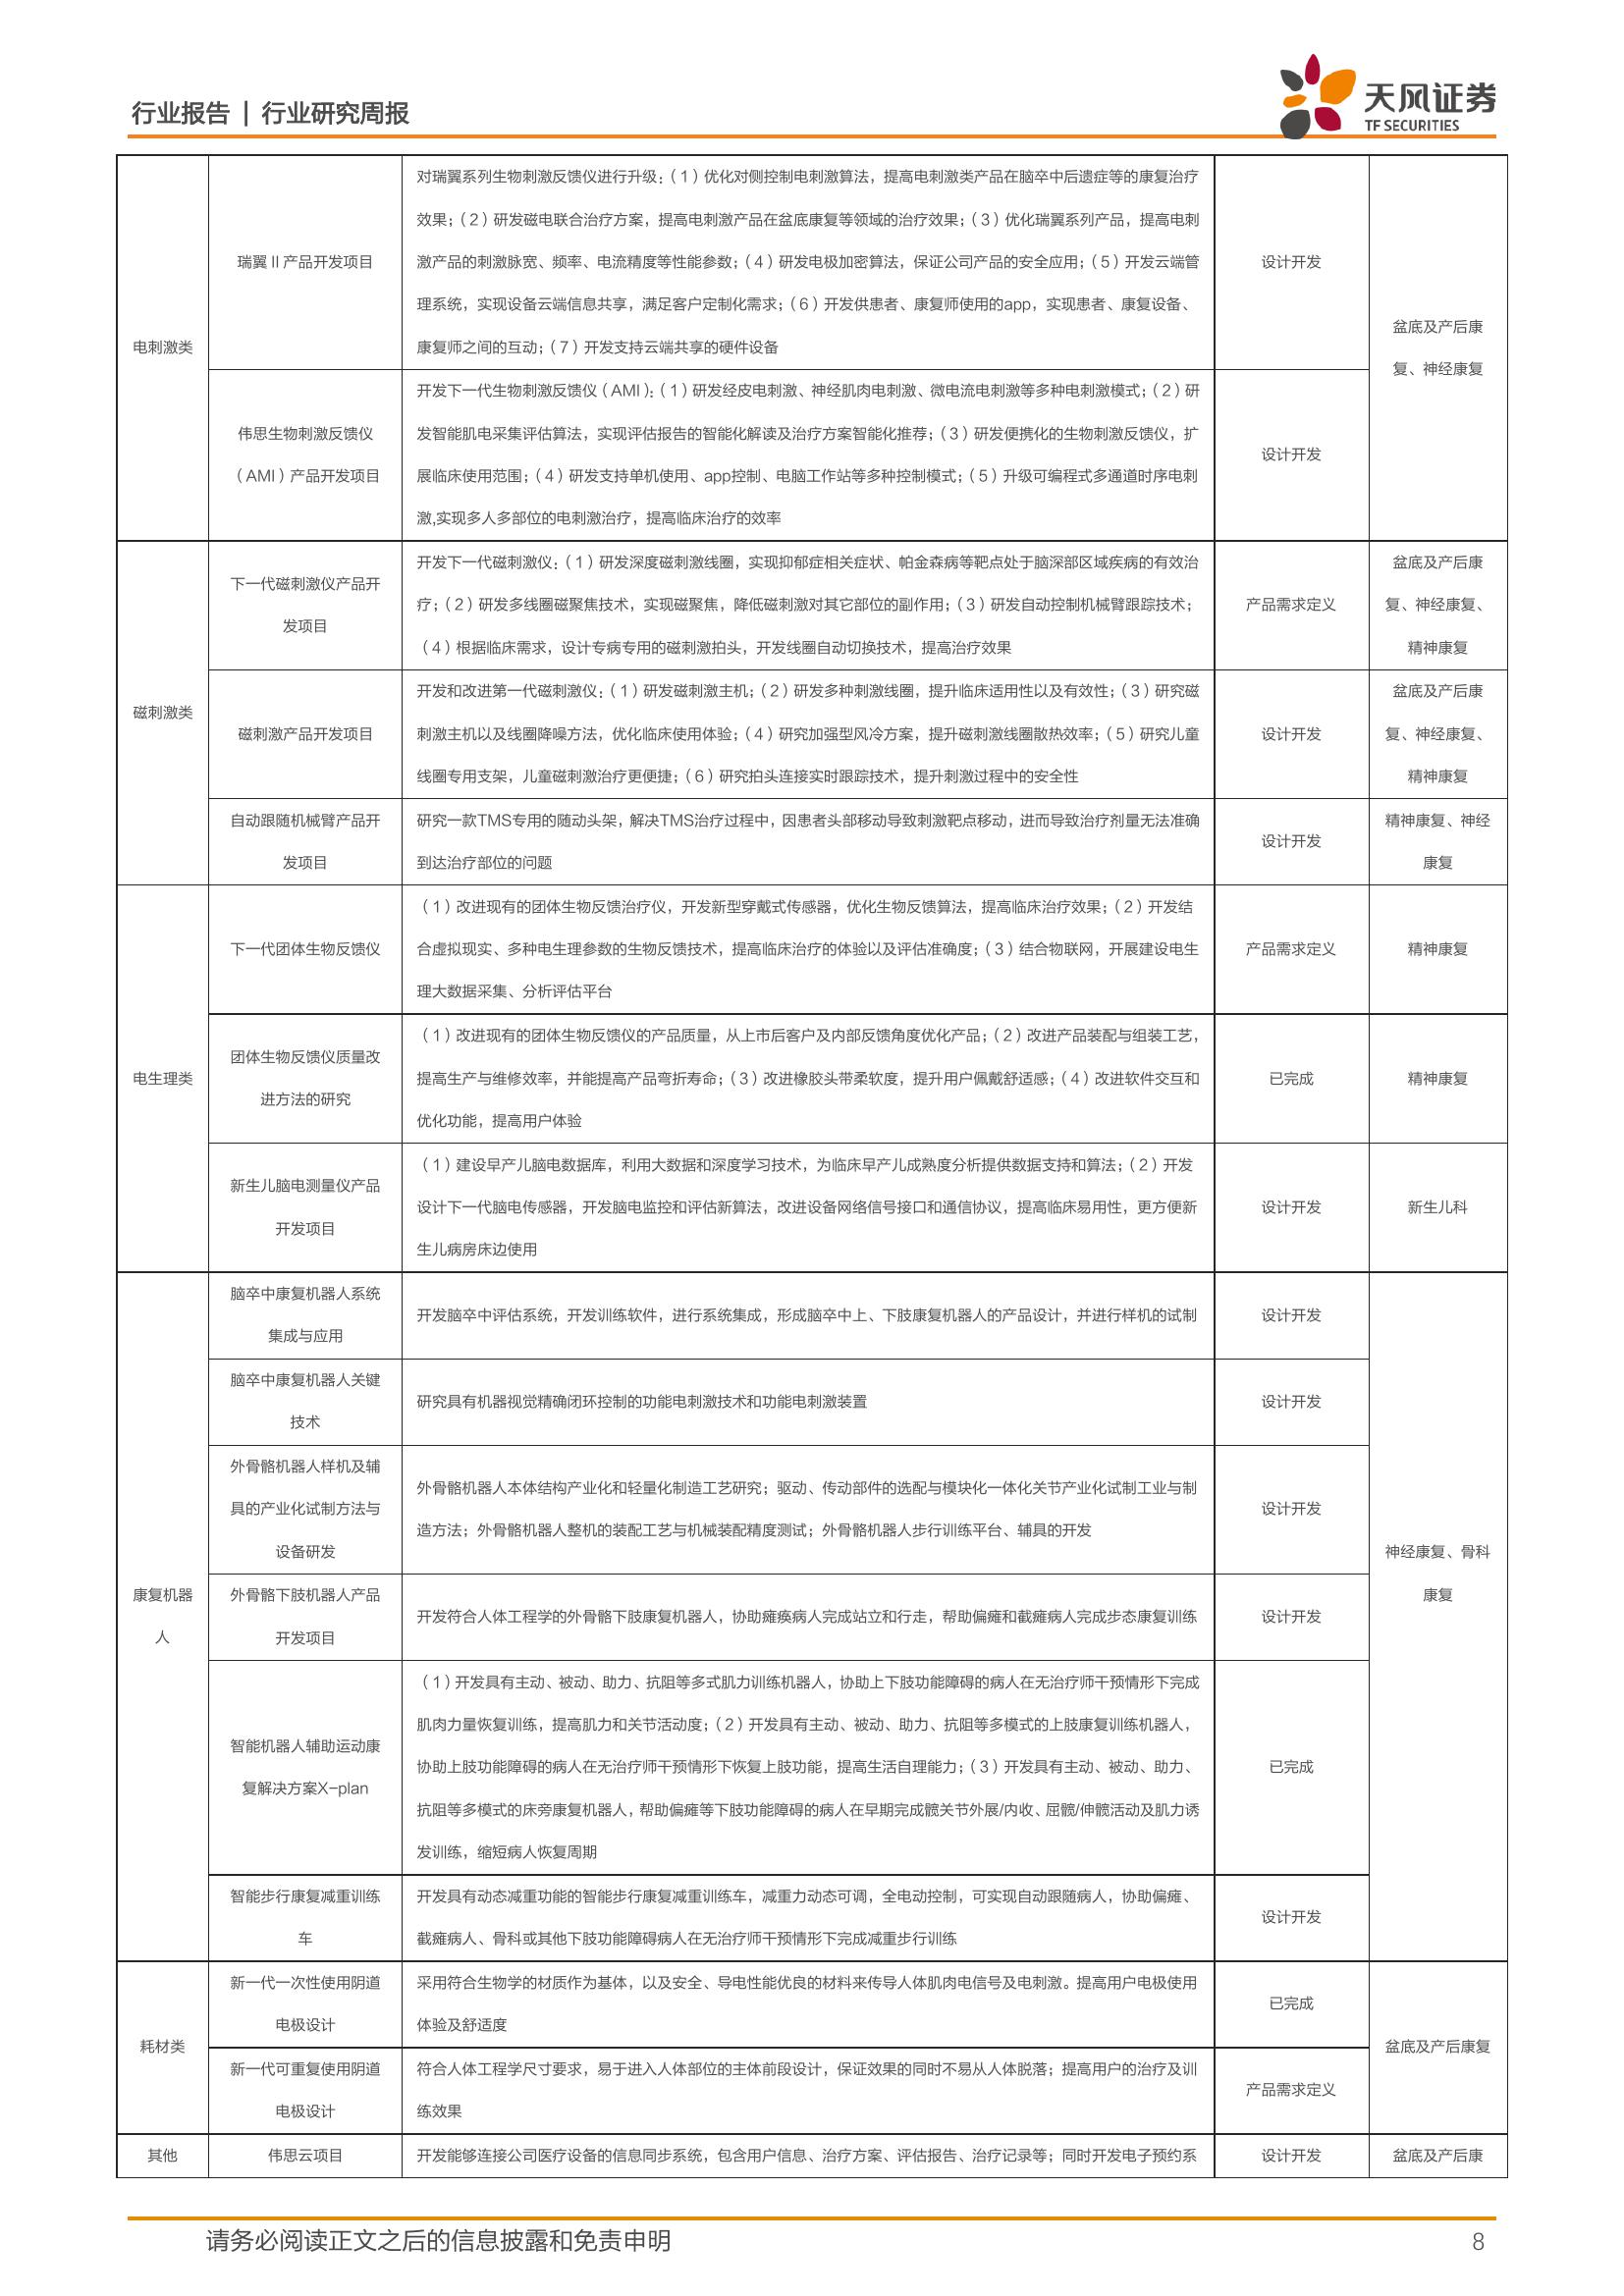 行业报告 | 行业研究周报
天风证券
TF SECURITIES
电刺激类
瑞翼Ⅱ产品开发项目
对瑞翼系列生物刺激反馈仪进行升级：（1）优化对侧控制电刺激算法，提高电刺激类产品在脑卒中后遗症等的康复治疗
效果；（2）研发磁电联合治疗方案，提高电刺激产品在盆底康复等领域的治疗效果；（3）优化瑞翼系列产品，提高电刺
激产品的刺激脉宽、频率、电流精度等性能参数；（4）研发电极加密算法，保证公司产品的安全应用；（5）开发云端管
理系统，实现设备云端信息共享，满足客户定制化需求；（6）开发供患者、康复师使用的app，实现患者、康复设备、
康复师之间的互动；（7）开发支持云端共享的硬件设备
设计开发
盆底及产后康
复、神经康复
伟思生物刺激反馈仪
（AMI）产品开发项目
开发下一代生物刺激反馈仪（AMI）：（1）研发经皮电刺激、神经肌肉电刺激、微电流电刺激等多种电刺激模式；（2）研
发智能肌电采集评估算法，实现评估报告的智能化解读及治疗方案智能化推荐；（3）研发便携化的生物刺激反馈仪，扩
展临床使用范围；（4）研发支持单机使用、app控制、电脑工作站等多种控制模式；（5）升级可编程式多通道时序电刺
激,实现多人多部位的电刺激治疗，提高临床治疗的效率
设计开发
磁刺激类
下一代磁刺激仪产品开
发项目
开发下一代磁刺激仪：（1）研发深度磁刺激线圈，实现抑郁症相关症状、帕金森病等靶点处于脑深部区域疾病的有效治
疗；（2）研发多线圈磁聚焦技术，实现磁聚焦，降低磁刺激对其它部位的副作用；（3）研发自动控制机械臂跟踪技术；
（4）根据临床需求，设计专病专用的磁刺激拍头，开发线圈自动切换技术，提高治疗效果
产品需求定义
盆底及产后康
复、神经康复、
精神康复
磁刺激产品开发项目
开发和改进第一代磁刺激仪：（1）研发磁刺激主机；（2）研发多种刺激线圈，提升临床适用性以及有效性；（3）研究磁
刺激主机以及线圈降噪方法，优化临床使用体验；（4）研究加强型风冷方案，提升磁刺激线圈散热效率；（5）研究儿童
线圈专用支架，儿童磁刺激治疗更便捷；（6）研究拍头连接实时跟踪技术，提升刺激过程中的安全性
设计开发
盆底及产后康
复、神经康复、
精神康复
自动跟随机械臂产品开
发项目
研究一款TMS专用的随动头架，解决TMS治疗过程中，因患者头部移动导致刺激靶点移动，进而导致治疗剂量无法准确
到达治疗部位的问题
设计开发
精神康复、神经
康复
电生理类
下一代团体生物反馈仪
（1）改进现有的团体生物反馈治疗仪，开发新型穿戴式传感器，优化生物反馈算法，提高临床治疗效果；（2）开发结
合虚拟现实、多种电生理参数的生物反馈技术，提高临床治疗的体验以及评估准确度；（3）结合物联网，开展建设电生
理大数据采集、分析评估平台
产品需求定义
精神康复
团体生物反馈仪质量改
进方法的研究
（1）改进现有的团体生物反馈仪的产品质量，从上市后客户及内部反馈角度优化产品；（2）改进产品装配与组装工艺，
提高生产与维修效率，并能提高产品弯折寿命；（3）改进橡胶头带柔软度，提升用户佩戴舒适感；（4）改进软件交互和
优化功能，提高用户体验
已完成
精神康复
新生儿脑电测量仪产品
开发项目
（1）建设早产儿脑电数据库，利用大数据和深度学习技术，为临床早产儿成熟度分析提供数据支持和算法；（2）开发
设计下一代脑电传感器，开发脑电监控和评估新算法，改进设备网络信号接口和通信协议，提高临床易用性，更方便新
生儿病房床边使用
设计开发
新生儿科
康复机器
人
脑卒中康复机器人系统
集成与应用
开发脑卒中评估系统，开发训练软件，进行系统集成，形成脑卒中上、下肢康复机器人的产品设计，并进行样机的试制
设计开发
神经康复、骨科
康复
脑卒中康复机器人关键
技术
研究具有机器视觉精确闭环控制的功能电刺激技术和功能电刺激装置
设计开发
外骨骼机器人样机及辅
具的产业化试制方法与
设备研发
外骨骼机器人本体结构产业化和轻量化制造工艺研究；驱动、传动部件的选配与模块化一体化关节产业化试制工业与制
造方法；外骨骼机器人整机的装配工艺与机械装配精度测试；外骨骼机器人步行训练平台、辅具的开发
设计开发
外骨骼下肢机器人产品
开发项目
开发符合人体工程学的外骨骼下肢康复机器人，协助瘫痪病人完成站立和行走，帮助偏瘫和截瘫病人完成步态康复训练
设计开发
智能机器人辅助运动康
复解决方案X-plan
（1）开发具有主动、被动、助力、抗阻等多式肌力训练机器人，协助上下肢功能障碍的病人在无治疗师干预情形下完成
肌肉力量恢复训练，提高肌力和关节活动度；（2）开发具有主动、被动、助力、抗阻等多模式的上肢康复训练机器人，
协助上肢功能障碍的病人在无治疗师干预情形下恢复上肢功能，提高生活自理能力；（3）开发具有主动、被动、助力、
抗阻等多模式的床旁康复机器人，帮助偏瘫等下肢功能障碍的病人在早期完成髋关节外展/内收、屈髋/伸髋活动及肌力诱
发训练，缩短病人恢复周期
已完成
智能步行康复减重训练
车
开发具有动态减重功能的智能步行康复减重训练车，减重力动态可调，全电动控制，可实现自动跟随病人，协助偏瘫、
截瘫病人、骨科或其他下肢功能障碍病人在无治疗师干预情形下完成减重步行训练
设计开发
耗材类
新一代一次性使用阴道
电极设计
采用符合生物学的材质作为基体，以及安全、导电性能优良的材料来传导人体肌肉电信号及电刺激。提高用户电极使用
体验及舒适度
已完成
盆底及产后康复
新一代可重复使用阴道
电极设计
符合人体工程学尺寸要求，易于进入人体部位的主体前段设计，保证效果的同时不易从人体脱落；提高用户的治疗及训
练效果
产品需求定义
其他
伟思云项目
开发能够连接公司医疗设备的信息同步系统，包含用户信息、治疗方案、评估报告、治疗记录等；同时开发电子预约系
设计开发
盆底及产后康
请务必阅读正文之后的信息披露和免责申明
8